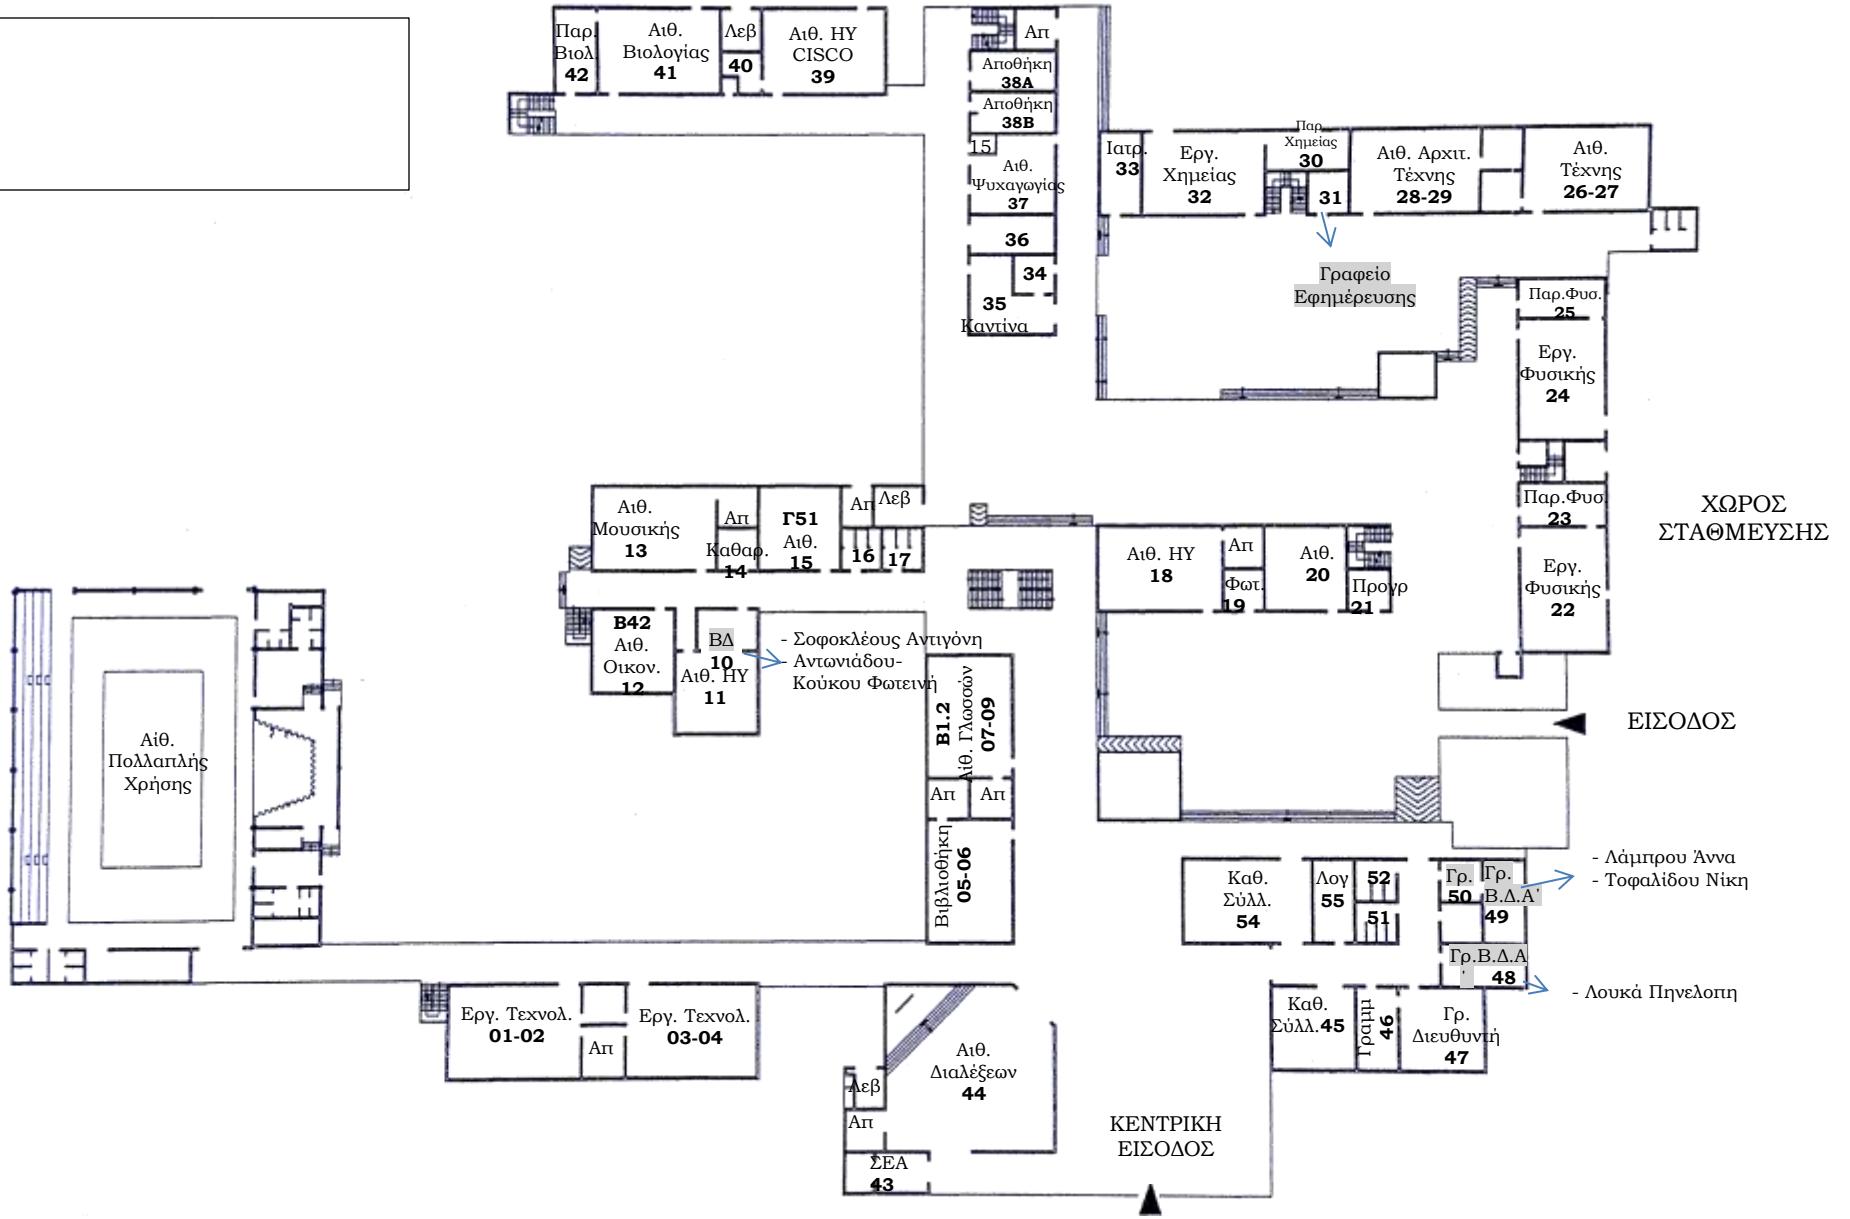 Παρ.
Βιολ.
42
Αιθ.
Βιολογίας
41
Λεβ
40
Αιθ. ΗΥ
CISCO
39
Απ
Αποθήκη
38Α
Αποθήκη
38Β
15
Αιθ.
Ψυχαγωγίας
37
36
34
35
Καντίνα
Ιατρ.
33
Εργ.
Χημείας
32
Παρ
Χημείας
30
31
Γραφείο
Εφημέρευσης
Αιθ. Αρχιτ.
Τέχνης
28-29
Αιθ.
Τέχνης
26-27
Παρ.Φυσ.
25
Εργ.
Φυσικής
24
Παρ.Φυσ.
23
Εργ.
Φυσικής
22
ΧΩΡΟΣ
ΣΤΑΘΜΕΥΣΗΣ
ΕΙΣΟΔΟΣ
Αιθ.
Μουσικής
13
Απ
Καθαρ.
14
Γ51
Αιθ.
15
Απ
Λεβ
16
17
Αιθ. ΗΥ
18
Απ
Φωτ.
19
Αιθ.
20
Προγρ
21
Β42
Αιθ.
Οικον.
12
ΒΔ
10
Αιθ. ΗΥ
11
- Σοφοκλέους Αντιγόνη
- Αντωνιάδου-
Κούκου Φωτεινή
Β1.2
Αίθ. Γλωσσών
07-09
Απ
Απ
Βιβλιοθήκη
05-06
Αίθ.
Πολλαπλής
Χρήσης
Καθ.
Σύλλ.
54
Λογ
55
52
51
Γρ.
50
Γρ.
Β.Δ.Α'
49
- Λάμπρου Άννα
- Τοφαλίδου Νίκη
Γρ.Β.Δ.Α
'
48
- Λουκά Πηνελοπη
Καθ.
Σύλλ.45
Γραμμ
46
Γρ.
Διευθυντή
47
Εργ. Τεχνολ.
01-02
Απ
Εργ. Τεχνολ.
03-04
Αιθ.
Διαλέξεων
44
Λεβ
Απ
ΣΕΑ
43
ΚΕΝΤΡΙΚΗ
ΕΙΣΟΔΟΣ